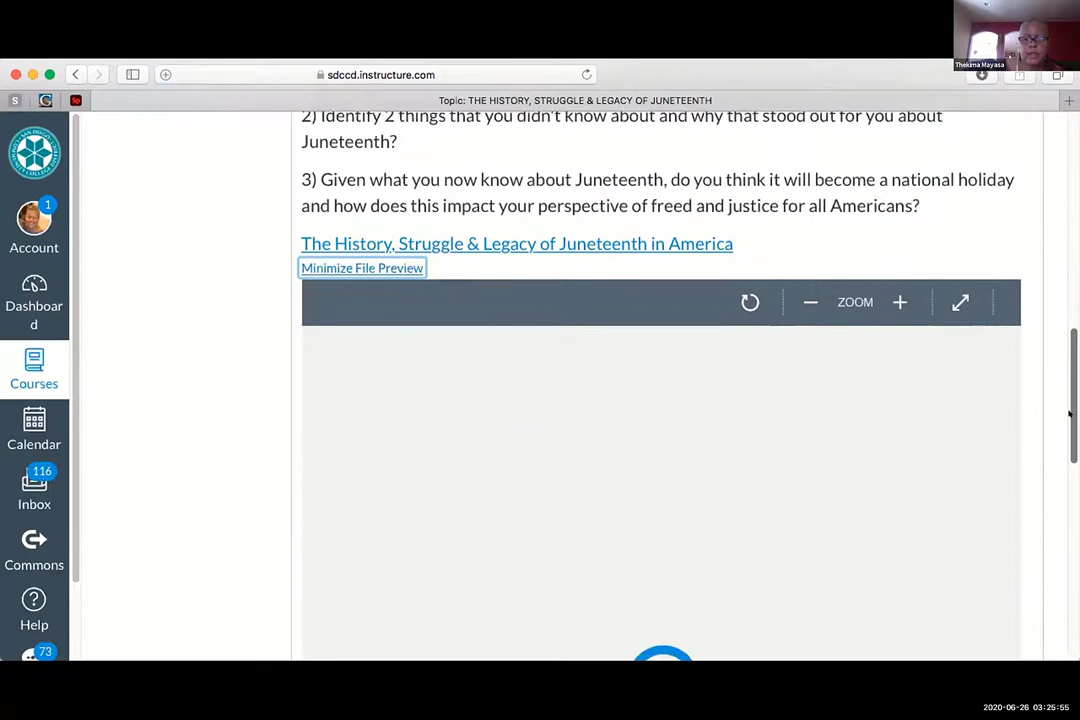 Thekima Mayasa
sdccd.instructure.com
S
Sp
Topic: THE HISTORY, STRUGGLE & LEGACY OF JUNETEENTH
2) Identify 2 things that you didn't know about and why that stood out for you about
Juneteenth?
3) Given what you now know about Juneteenth, do you think it will become a national holiday
and how does this impact your perspective of freed and justice for all Americans?
The History, Struggle & Legacy of Juneteenth in America
Minimize File Preview
ZOOM
1
Account
Dashboar
d
Courses
Calendar
116
Inbox
Commons
Help
73
2020-06-26 03:25:55